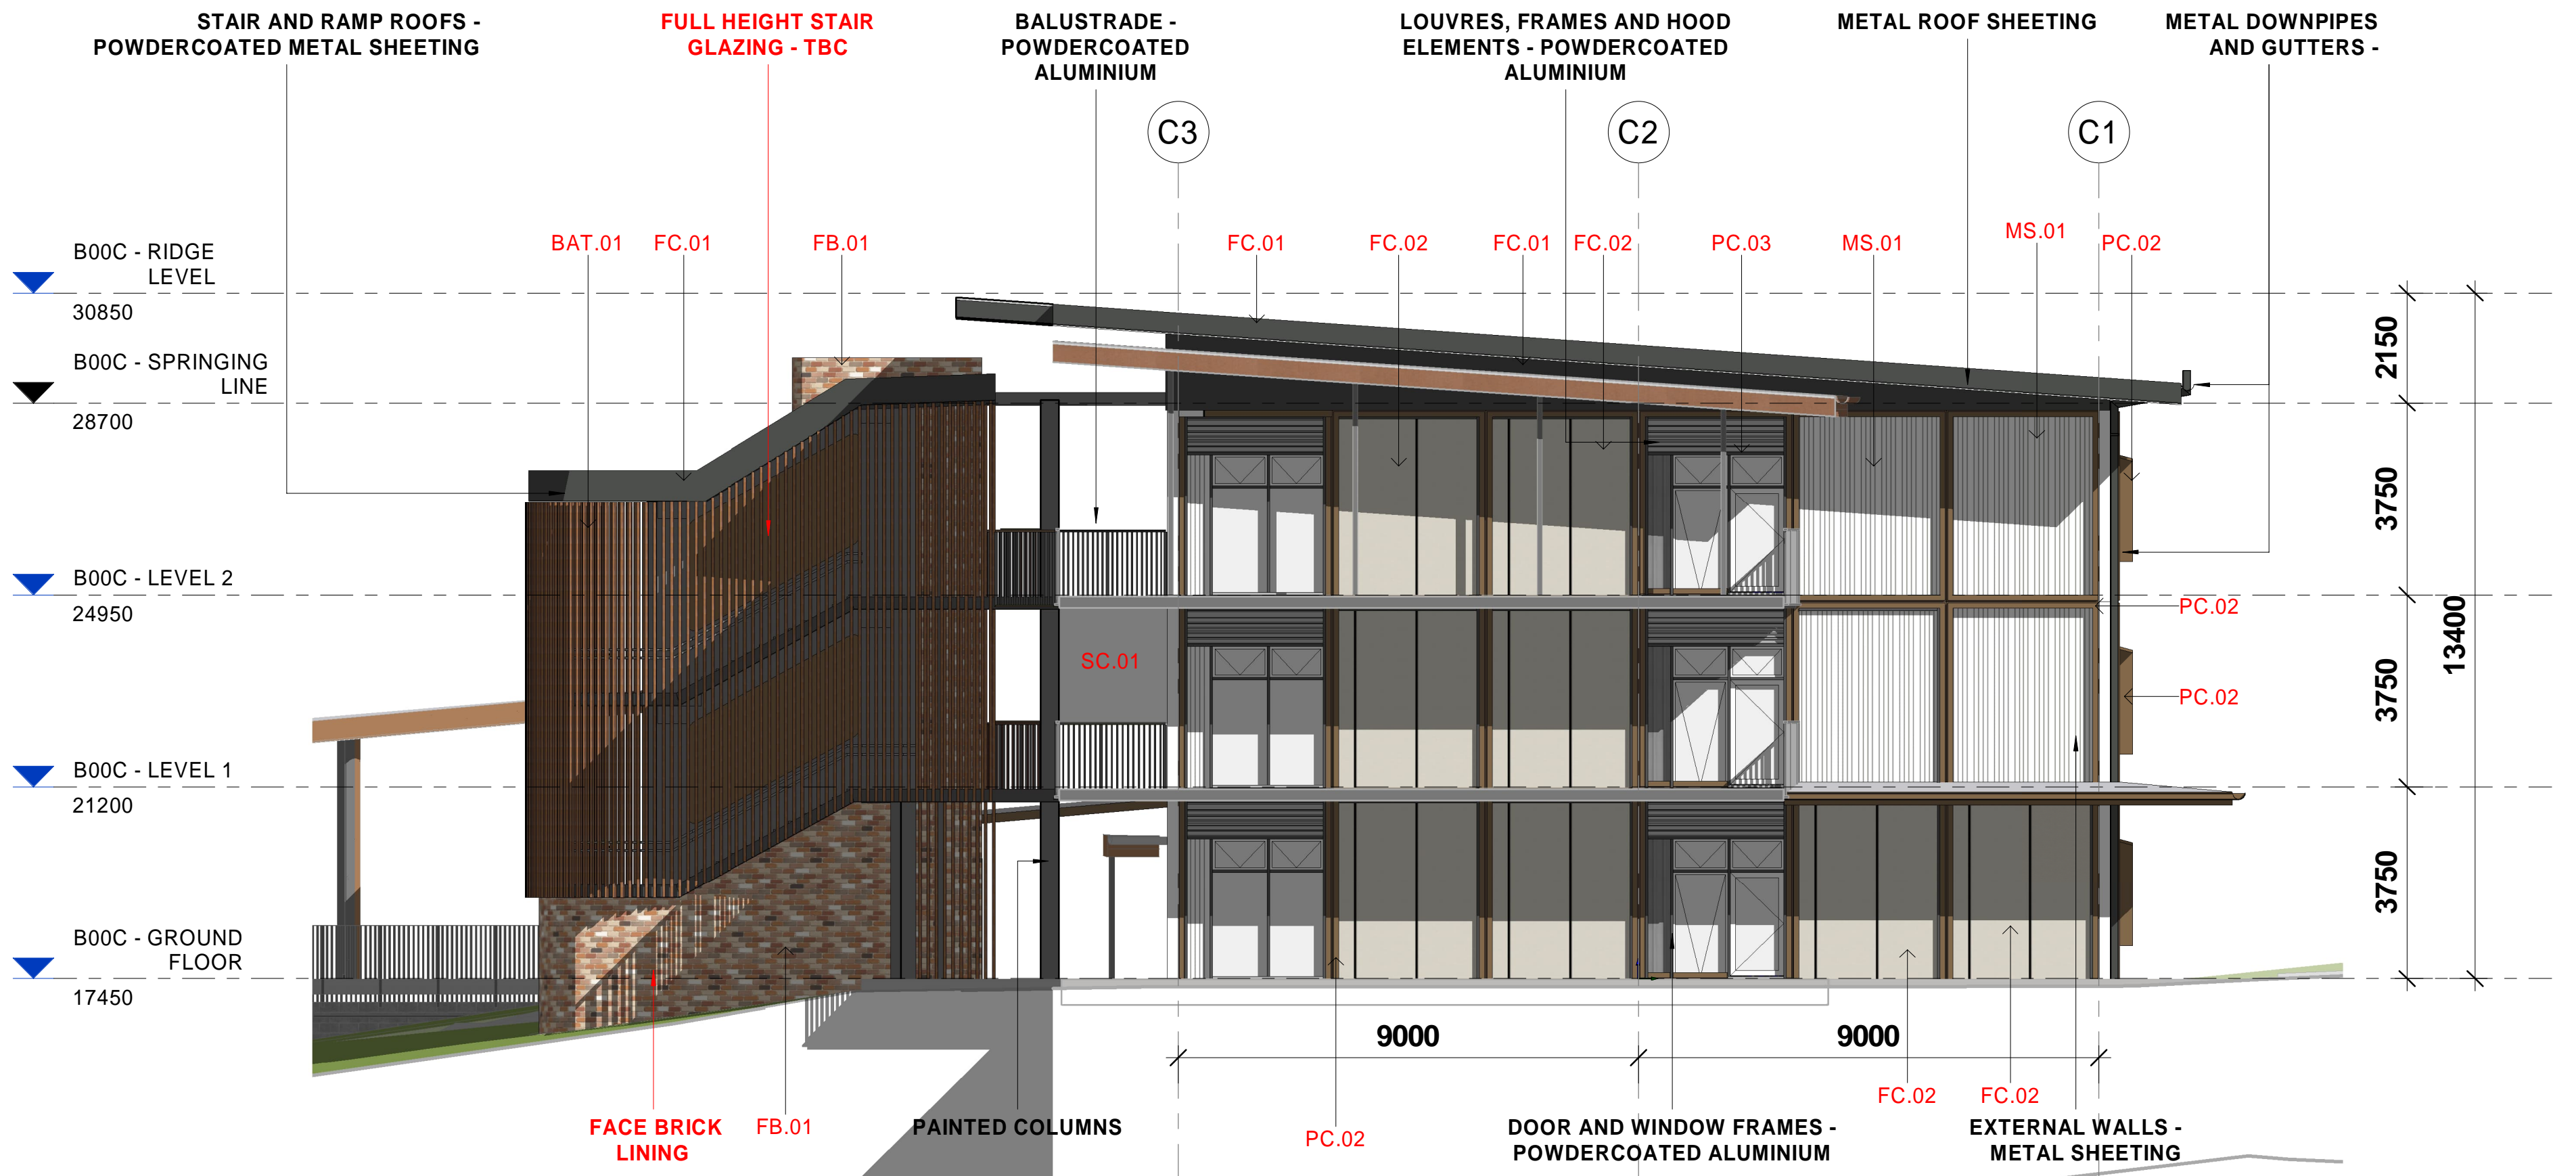 STAIR AND RAMP ROOFS -
POWDERCOATED METAL SHEETING
FULL HEIGHT STAIR
GLAZING - TBC
BALUSTRADE -
POWDERCOATED
ALUMINIUM
LOUVRES, FRAMES AND HOOD
ELEMENTS - POWDERCOATED
ALUMINIUM
METAL ROOF SHEETING
METAL DOWNPIPES
AND GUTTERS -
C3
C2
C1
BAT.01
FC.01
FB.01
FC.01
FC.02
FC.01
FC.02
PC.03
MS.01
MS.01
PC.02
B00C - RIDGE
LEVEL
30850
B00C - SPRINGING
LINE
28700
B00C - LEVEL 2
24950
B00C - LEVEL 1
21200
B00C - GROUND
FLOOR
17450
SC.01
PC.02
PC.02
2150
3750
3750
3750
13400
9000
9000
FACE BRICK
LINING
FB.01
PAINTED COLUMNS
PC.02
DOOR AND WINDOW FRAMES -
POWDERCOATED ALUMINIUM
FC.02
FC.02
EXTERNAL WALLS -
METAL SHEETING